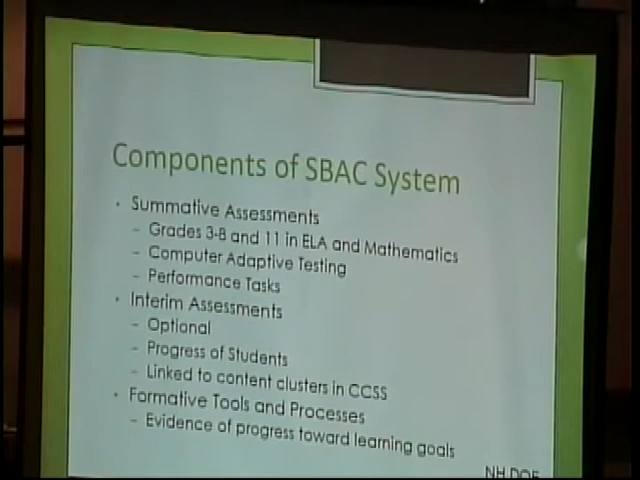 Components of SBAC System
• Summative Assessments
– Grades 3-8 and 11 in ELA and Mathematics
– Computer Adaptive Testing
– Performance Tasks
• Interim Assessments
– Optional
– Progress of Students
– Linked to content clusters in CCSS
• Formative Tools and Processes
– Evidence of progress toward learning goals
NH DOE